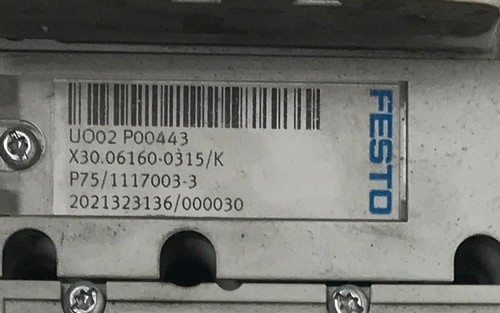 UO02 P00443
X30.06160-0315/K
P75/1117003-3
2021323136/000030
FESTO